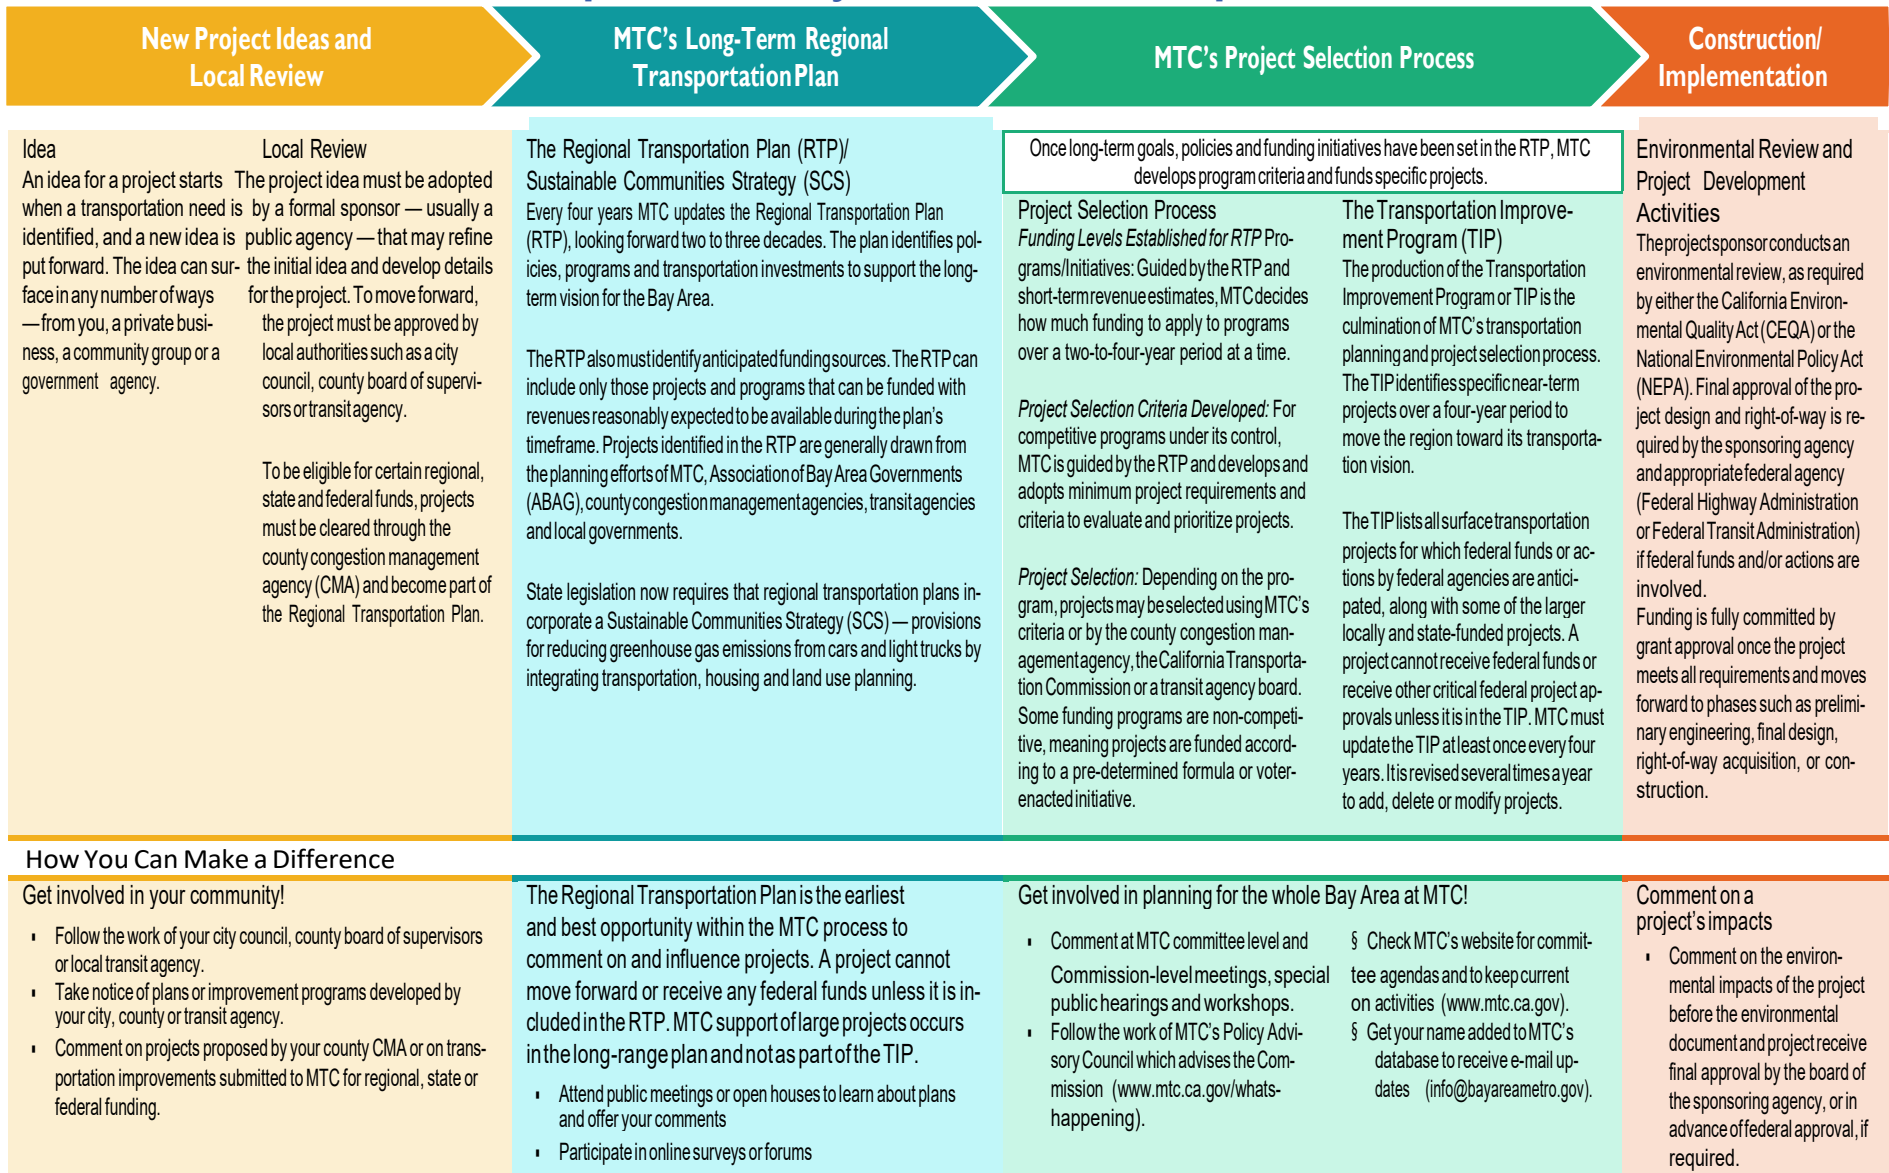 New Project Ideas and
Local Review
MTC's Long-Term Regional
Transportation Plan
MTC's Project Selection Process
Construction/
Implementation
Idea
An idea for a project starts
when a transportation need is
identified, and a new idea is
put forward. The idea can sur-
face in any number of ways
— from you, a private busi-
ness, a community group or a
government agency.
Local Review
The project idea must be adopted
by a formal sponsor — usually a
public agency — that may refine
the initial idea and develop details
for the project. To move forward,
the project must be approved by
local authorities such as a city
council, county board of supervi-
sors or transit agency.
To be eligible for certain regional,
state and federal funds, projects
must be cleared through the
county congestion management
agency (CMA) and become part of
the Regional Transportation Plan.
The Regional Transportation Plan (RTP)/
Sustainable Communities Strategy (SCS)
Every four years MTC updates the Regional Transportation Plan
(RTP), looking forward two to three decades. The plan identifies pol-
icies, programs and transportation investments to support the long-
term vision for the Bay Area.
The RTP also must identify anticipated funding sources. The RTP can
include only those projects and programs that can be funded with
revenues reasonably expected to be available during the plan's
timeframe. Projects identified in the RTP are generally drawn from
the planning efforts of MTC, Association of Bay Area Governments
(ABAG), county congestion management agencies, transit agencies
and local governments.
State legislation now requires that regional transportation plans in-
corporate a Sustainable Communities Strategy (SCS) — provisions
for reducing greenhouse gas emissions from cars and light trucks by
integrating transportation, housing and land use planning.
Once long-term goals, policies and funding initiatives have been set in the RTP, MTC
develops program criteria and funds specific projects.
Project Selection Process
Funding Levels Established for RTP Pro-
grams/Initiatives: Guided by the RTP and
short-term revenue estimates, MTC decides
how much funding to apply to programs
over a two-to-four-year period at a time.
Project Selection Criteria Developed: For
competitive programs under its control,
MTC is guided by the RTP and develops and
adopts minimum project requirements and
criteria to evaluate and prioritize projects.
Project Selection: Depending on the pro-
gram, projects may be selected using MTC's
criteria or by the county congestion man-
agement agency, the California Transporta-
tion Commission or a transit agency board.
Some funding programs are non-competi-
tive, meaning projects are funded accord-
ing to a pre-determined formula or voter-
enacted initiative.
The Transportation Improve-
ment Program (TIP)
The production of the Transportation
Improvement Program or TIP is the
culmination of MTC's transportation
planning and project selection process.
The TIP identifies specific near-term
projects over a four-year period to
move the region toward its transporta-
tion vision.
The TIP lists all surface transportation
projects for which federal funds or ac-
tions by federal agencies are antici-
pated, along with some of the larger
locally and state-funded projects. A
project cannot receive federal funds or
receive other critical federal project ap-
provals unless it is in the TIP. MTC must
update the TIP at least once every four
years. It is revised several times a year
to add, delete or modify projects.
Environmental Review and
Project Development
Activities
The project sponsor conducts an
environmental review, as required
by either the California Environ-
mental Quality Act (CEQA) or the
National Environmental Policy Act
(NEPA). Final approval of the pro-
ject design and right-of-way is re-
quired by the sponsoring agency
and appropriate federal agency
(Federal Highway Administration
or Federal Transit Administration)
if federal funds and/or actions are
involved.
Funding is fully committed by
grant approval once the project
meets all requirements and moves
forward to phases such as prelimi-
nary engineering, final design,
right-of-way acquisition, or con-
struction.
How You Can Make a Difference
Get involved in your community!
▪ Follow the work of your city council, county board of supervisors
or local transit agency.
▪ Take notice of plans or improvement programs developed by
your city, county or transit agency.
▪ Comment on projects proposed by your county CMA or on trans-
portation improvements submitted to MTC for regional, state or
federal funding.
The Regional Transportation Plan is the earliest
and best opportunity within the MTC process to
comment on and influence projects. A project cannot
move forward or receive any federal funds unless it is in-
cluded in the RTP. MTC support of large projects occurs
in the long-range plan and not as part of the TIP.
▪ Attend public meetings or open houses to learn about plans
and offer your comments
▪ Participate in online surveys or forums
Get involved in planning for the whole Bay Area at MTC!
▪ Comment at MTC committee level and
Commission-level meetings, special
public hearings and workshops.
▪ Follow the work of MTC's Policy Advi-
sory Council which advises the Com-
mission (www.mtc.ca.gov/whats-
happening).
§ Check MTC's website for commit-
tee agendas and to keep current
on activities (www.mtc.ca.gov).
§ Get your name added to MTC's
database to receive e-mail up-
dates (info@bayareametro.gov).
Comment on a
project's impacts
▪ Comment on the environ-
mental impacts of the project
before the environmental
document and project receive
final approval by the board of
the sponsoring agency, or in
advance of federal approval, if
required.